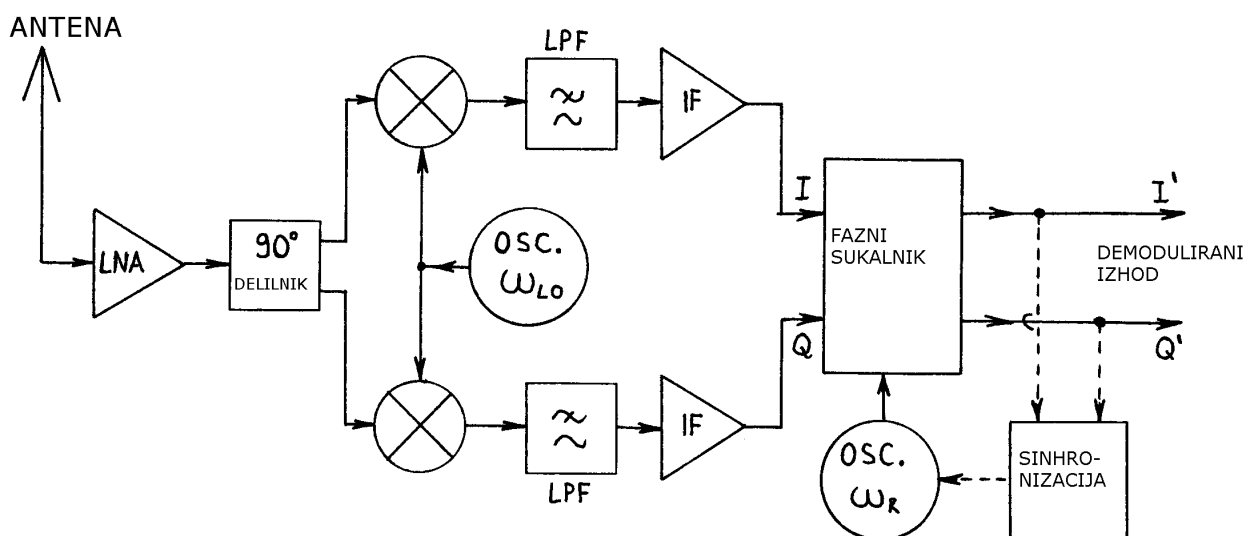 ANTENA
LNA
90°
DELILNIK
LPF
IF
OSC.
ωLO
LPF
IF
I
Q
FAZNI
SUKALNIK
I'
DEMODULIRANI
IZHOD
Q'
OSC.
ωR
SINHRO-
NIZACIJA